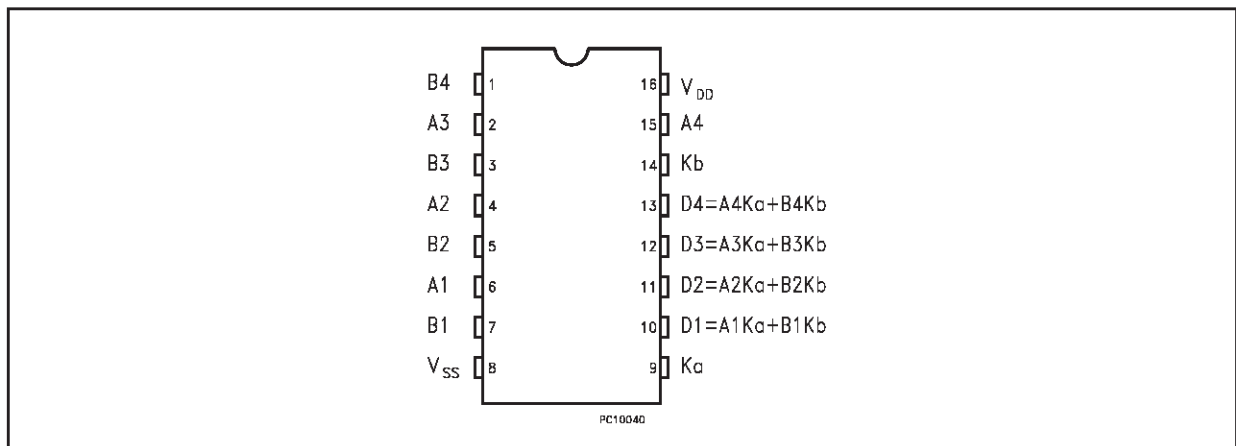 B4 1 16 V_DD
A3 2 15 A4
B3 3 14 Kb
A2 4 13 D4=A4Ka+B4Kb
B2 5 12 D3=A3Ka+B3Kb
A1 6 11 D2=A2Ka+B2Kb
B1 7 10 D1=A1Ka+B1Kb
V_SS 8 9 Ka
PC10040